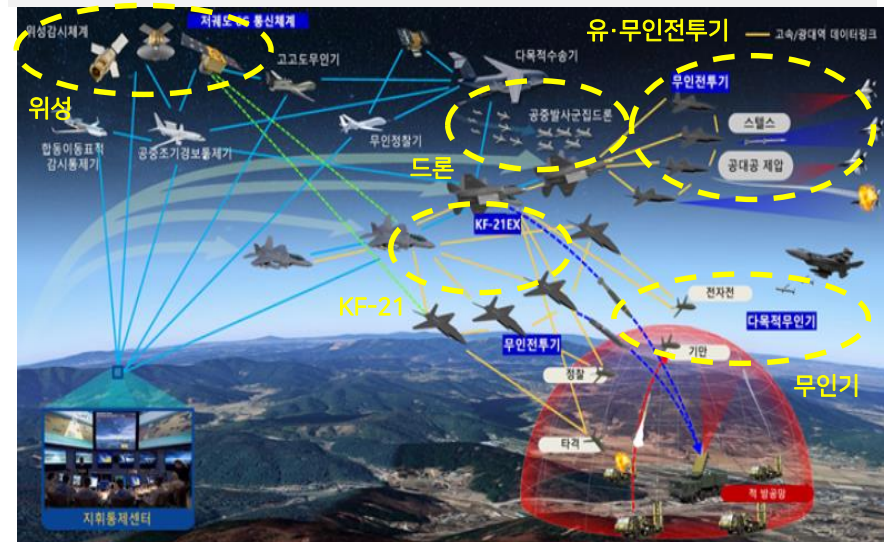 위성감시체계
저궤도 6G 통신체계
고고도무인기
다목적수송기
유·무인전투기
고속/광대역 데이터링크
위성
무인전투기
스텔스
합동이동표적
감시통제기
공중조기경보통제기
무인정찰기
공중발사군집드론
공대공 제압
드론
KF-21EX
KF-21
전자전
다목적무인기
무인전투기
기만
무인기
정찰
타격
적 방공망
지휘통제센터